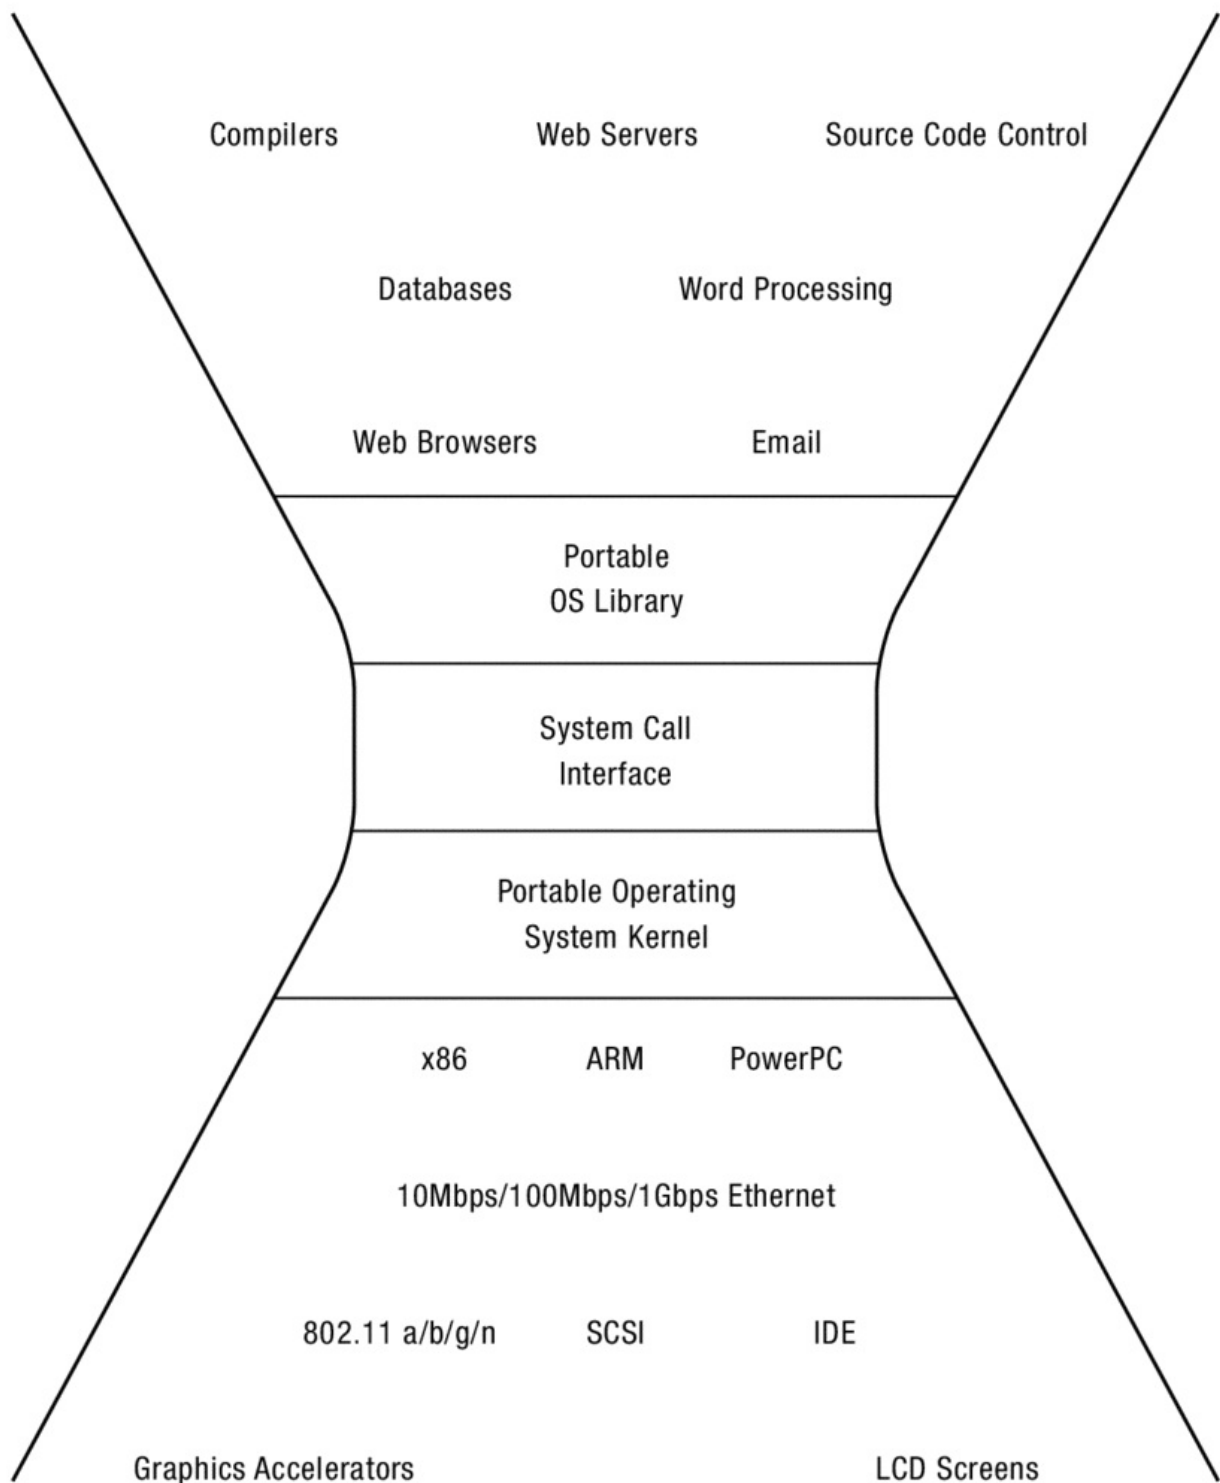 Compilers Web Servers Source Code Control
Databases Word Processing
Web Browsers Email
Portable
OS Library
System Call
Interface
Portable Operating
System Kernel
x86 ARM PowerPC
10Mbps/100Mbps/1Gbps Ethernet
802.11 a/b/g/n SCSI IDE
Graphics Accelerators LCD Screens